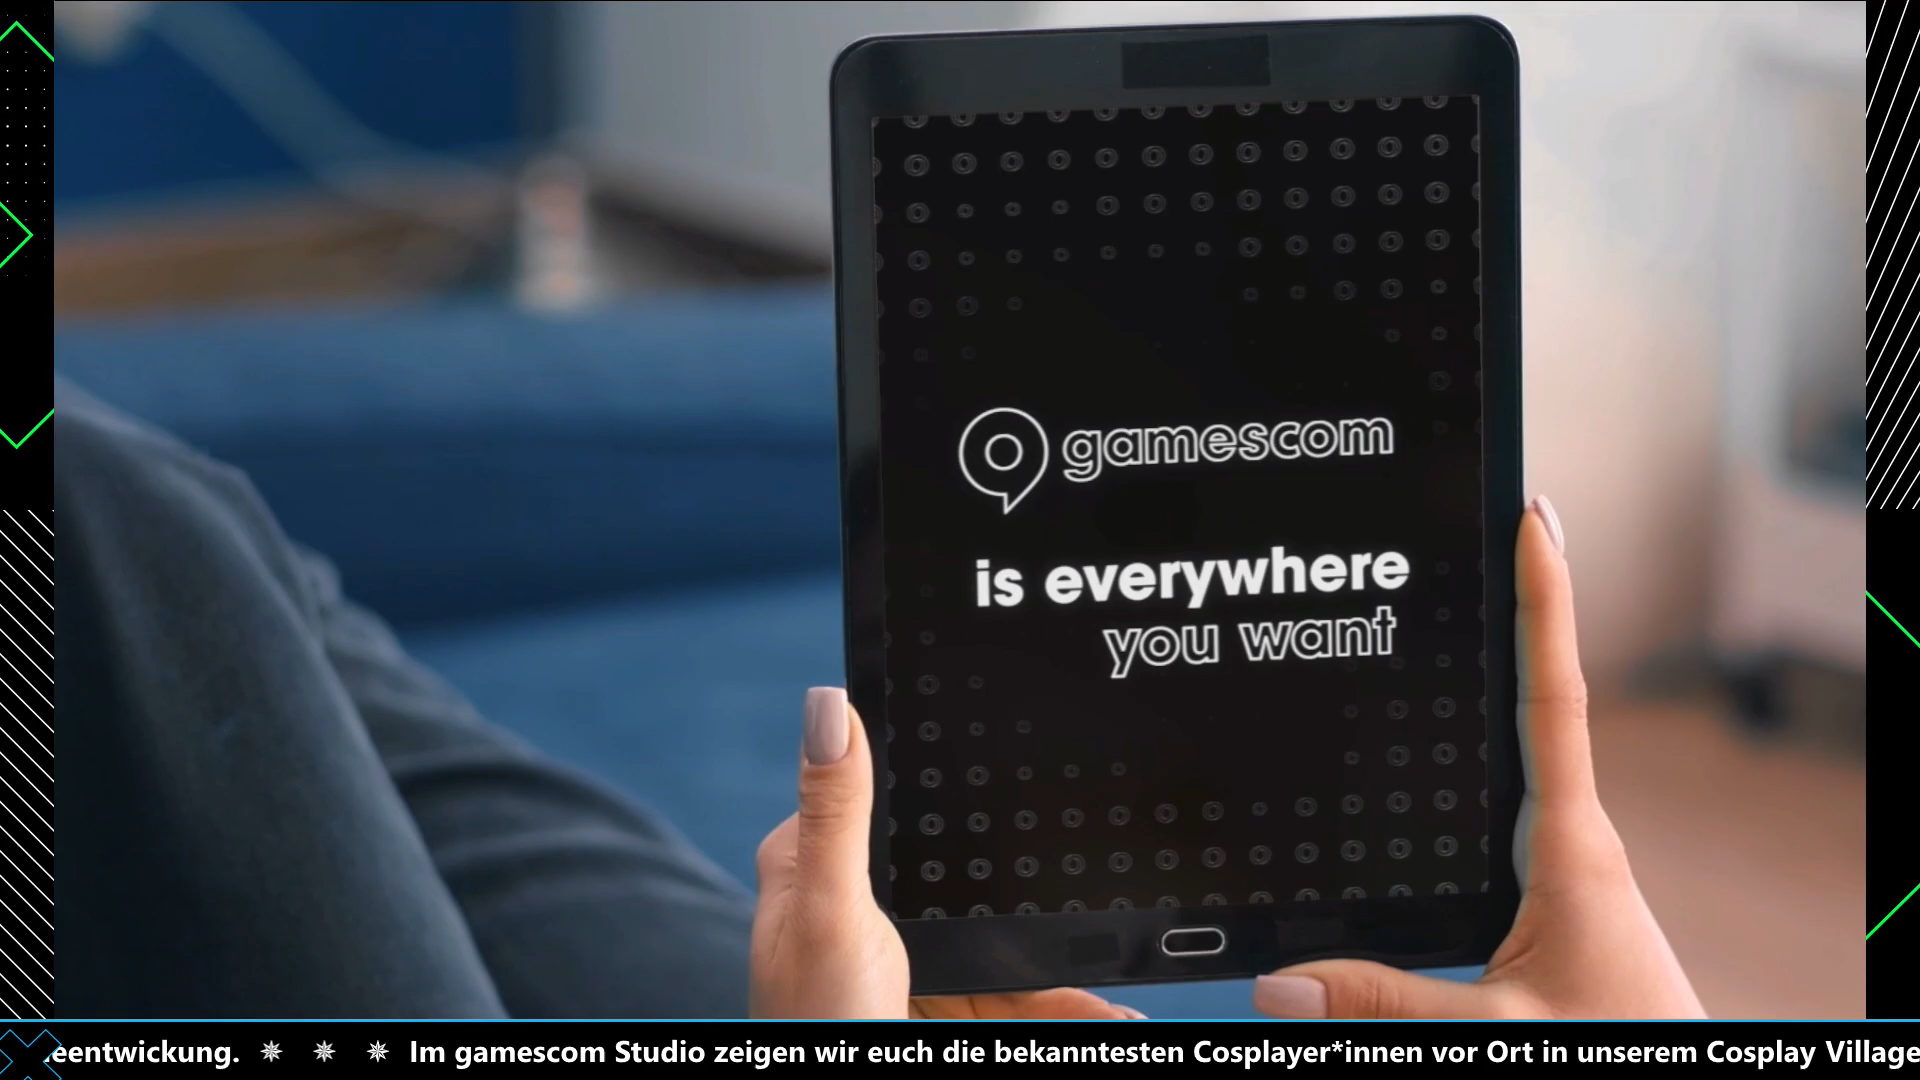 gamescom
is everywhere
you want
eentwickung. ✵ ✵ ✵ Im gamescom Studio zeigen wir euch die bekanntesten Cosplayer*innen vor Ort in unserem Cosplay Village